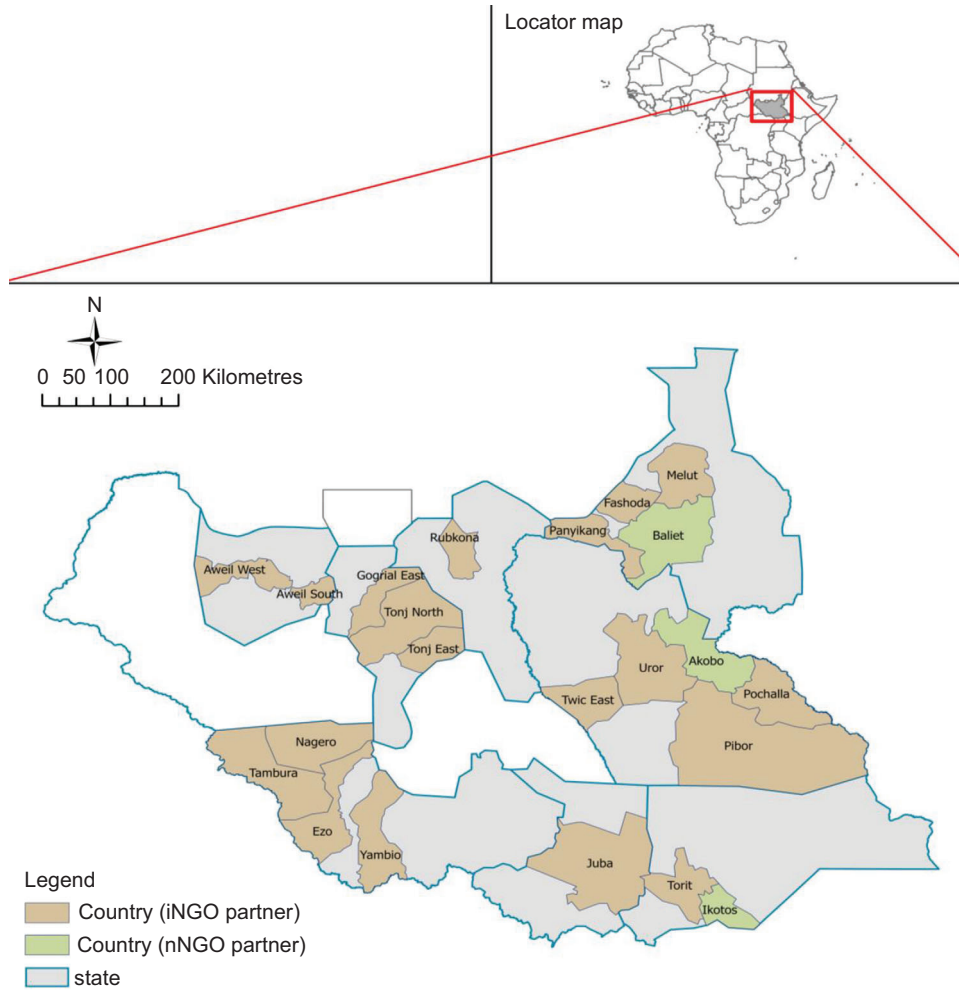 Locator map
N
0 50 100 200 Kilometres
Melut
Fashoda
Panyikang
Baliet
Rubkona
Aweil West
Gogrial East
Aweil South
Tonj North
Tonj East
Uror
Akobo
Pochalla
Twic East
Pibor
Nagero
Tambura
Ezo
Yambio
Juba
Torit
Ikotos
Legend
Country (iNGO partner)
Country (nNGO partner)
state